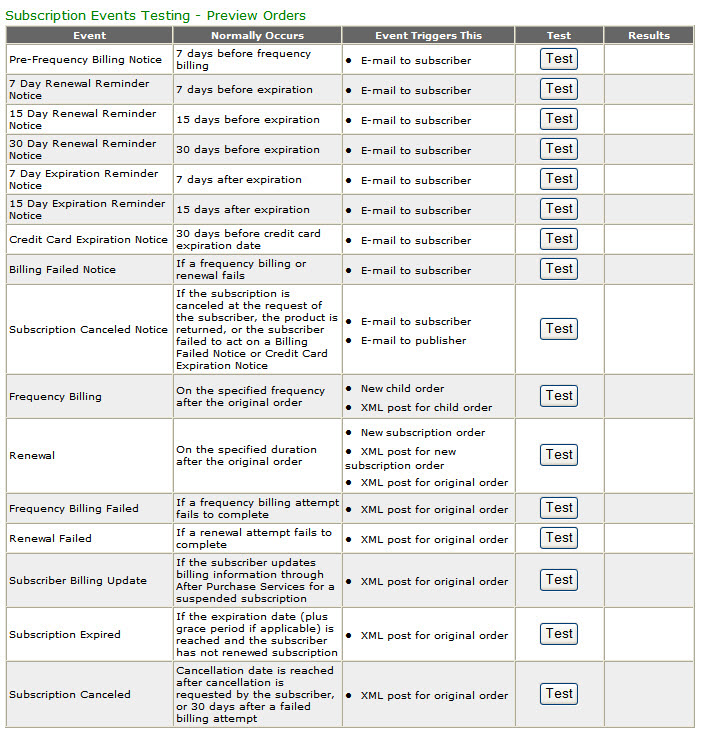 Subscription Events Testing - Preview Orders
Event Normally Occurs Event Triggers This Test Results
Pre-Frequency Billing Notice
7 days before frequency
billing
• E-mail to subscriber
Test
7 Day Renewal Reminder
Notice
7 days before expiration
• E-mail to subscriber
Test
15 Day Renewal Reminder
Notice
15 days before expiration
• E-mail to subscriber
Test
30 Day Renewal Reminder
Notice
30 days before expiration
• E-mail to subscriber
Test
7 Day Expiration Reminder
Notice
7 days after expiration
• E-mail to subscriber
Test
15 Day Expiration Reminder
Notice
15 days after expiration
• E-mail to subscriber
Test
Credit Card Expiration Notice
30 days before credit card
expiration date
• E-mail to subscriber
Test
Billing Failed Notice
If a frequency billing or
renewal fails
• E-mail to subscriber
Test
Subscription Canceled Notice
If the subscription is
canceled at the request of
the subscriber, the product is
returned, or the subscriber
failed to act on a Billing
Failed Notice or Credit Card
Expiration Notice
• E-mail to subscriber
• E-mail to publisher
Test
Frequency Billing
On the specified frequency
after the original order
• New child order
• XML post for child order
Test
Renewal
On the specified duration
after the original order
• New subscription order
• XML post for new
subscription order
• XML post for original order
Test
Frequency Billing Failed
If a frequency billing attempt
fails to complete
• XML post for original order
Test
Renewal Failed
If a renewal attempt fails to
complete
• XML post for original order
Test
Subscriber Billing Update
If the subscriber updates
billing information through
After Purchase Services for a
suspended subscription
• XML post for original order
Test
Subscription Expired
If the expiration date (plus
grace period if applicable) is
reached and the subscriber
has not renewed subscription
• XML post for original order
Test
Subscription Canceled
Cancellation date is reached
after cancellation is
requested by the subscriber,
or 30 days after a failed
billing attempt
• XML post for original order
Test